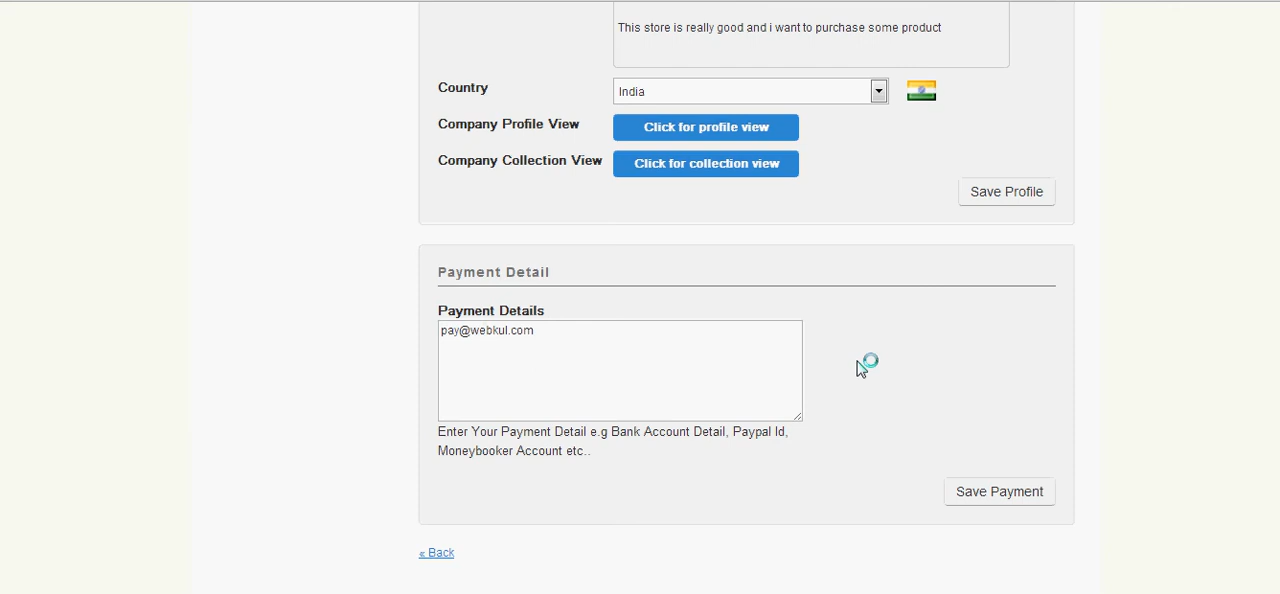 This store is really good and i want to purchase some product
Country
India
Company Profile View
Click for profile view
Company Collection View
Click for collection view
Save Profile
Payment Detail
Payment Details
pay@webkul.com
Enter Your Payment Detail e.g Bank Account Detail, Paypal Id,
Moneybooker Account etc..
Save Payment
« Back